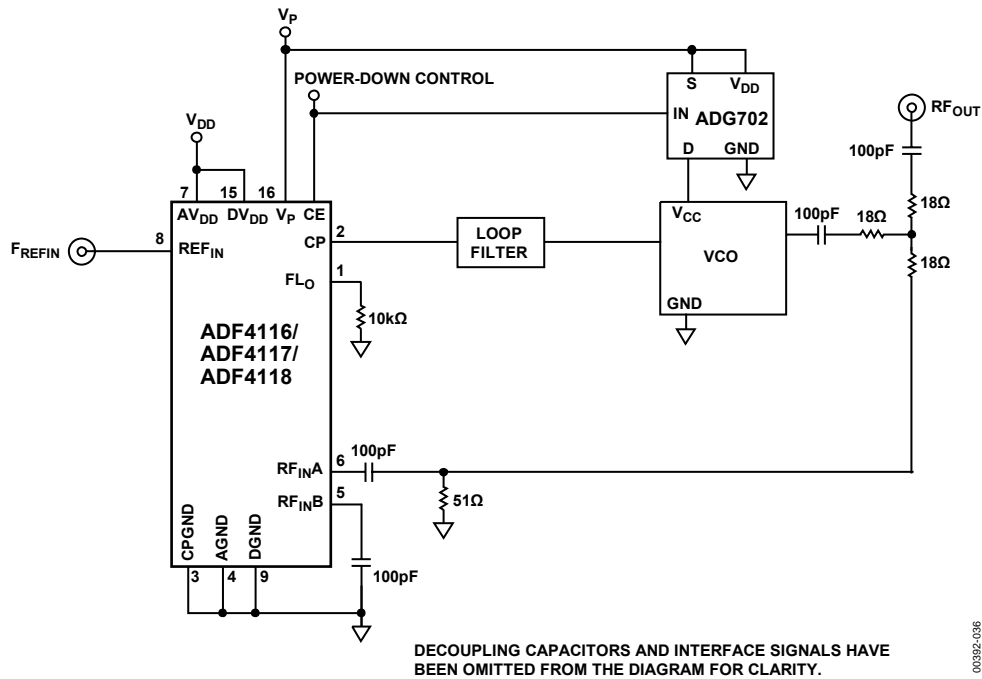 VP
POWER-DOWN CONTROL
S VDD
IN ADG702
D GND
RFOUT
100pF
18Ω
VDD
7 15 16
AVDD DVDD VP CE
FREFIN 8 REFIN
CP 2
LOOP
FILTER
VCC
VCO
GND
100pF 18Ω
18Ω
1
FLO
10kΩ
ADF4116/
ADF4117/
ADF4118
100pF
RFINA 6
51Ω
RFINB 5
100pF
CPGND AGND DGND
3 4 9
DECOUPLING CAPACITORS AND INTERFACE SIGNALS HAVE
BEEN OMITTED FROM THE DIAGRAM FOR CLARITY.
00392-036